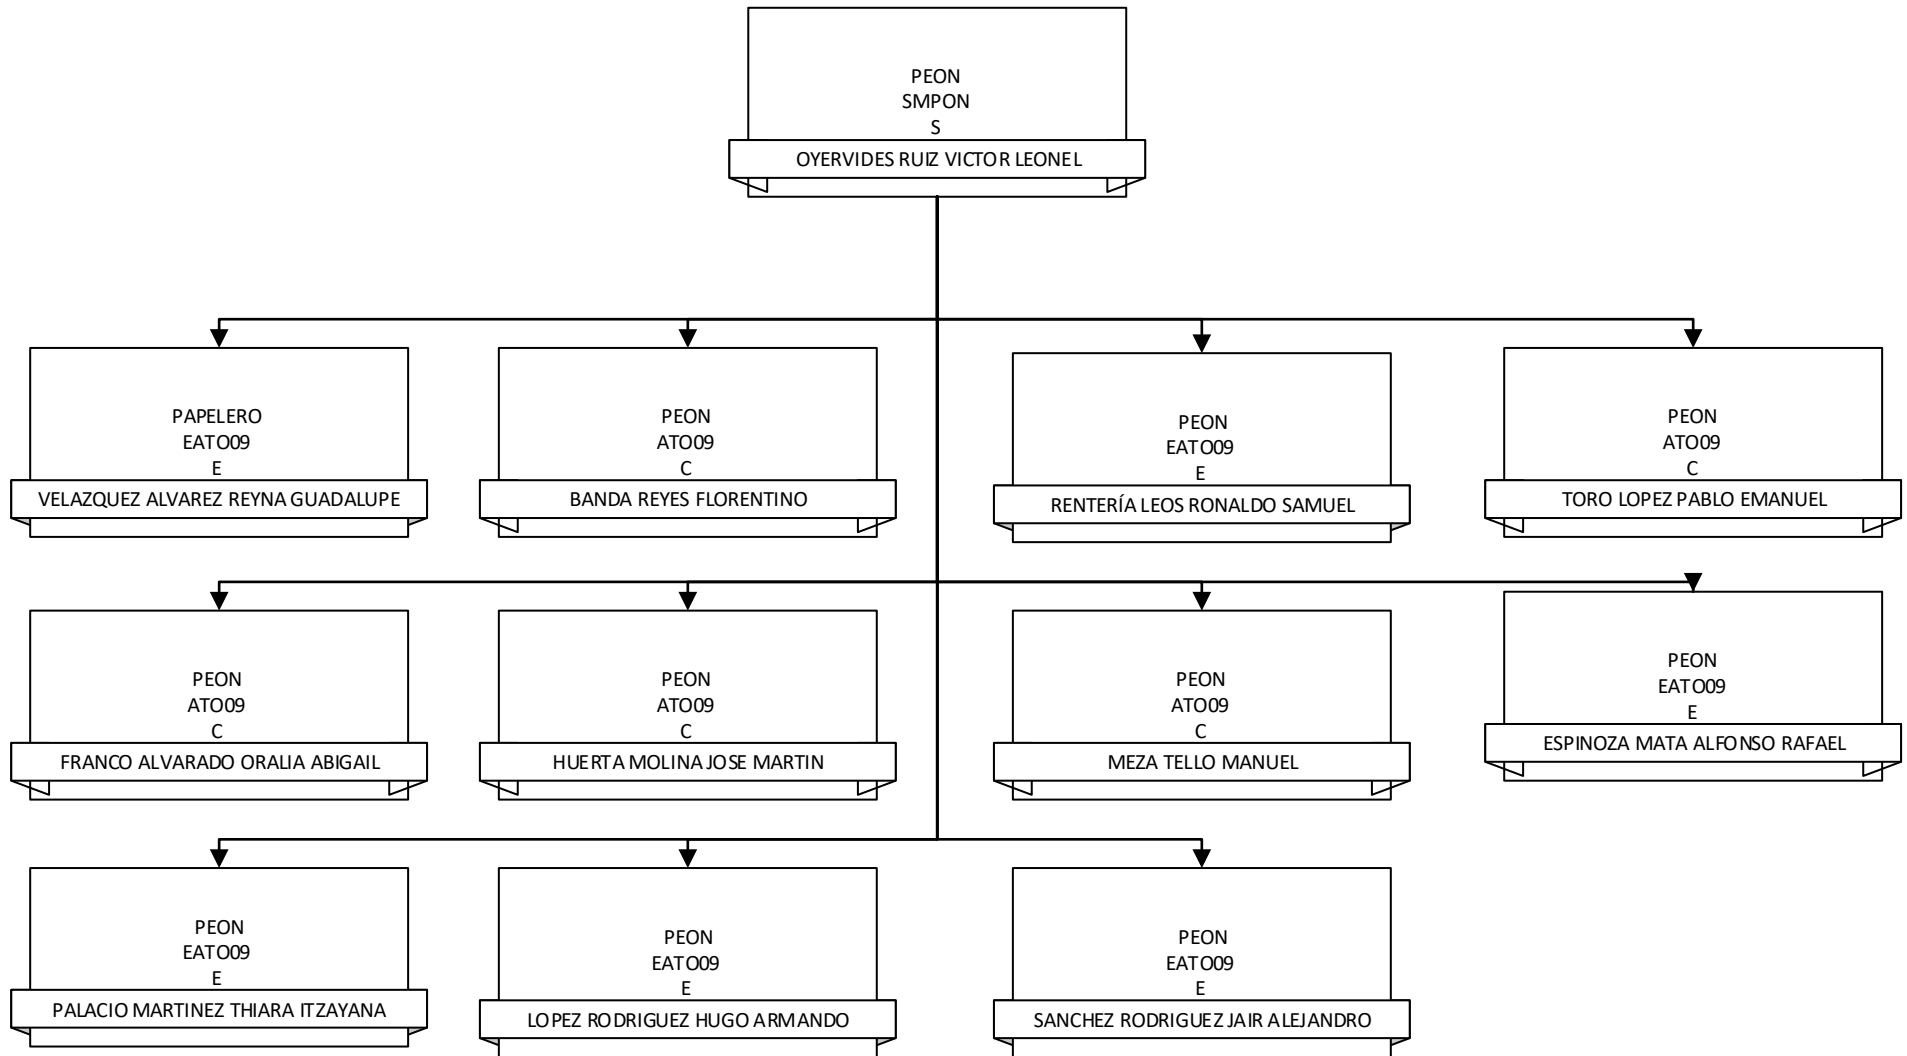 PEON
SMPON
S
OYERVIDES RUIZ VICTOR LEONEL
PAPELERO
EATO09
E
VELAZQUEZ ALVAREZ REYNA GUADALUPE
PEON
ATO09
C
BANDA REYES FLORENTINO
PEON
EATO09
E
RENTERÍA LEOS RONALDO SAMUEL
PEON
ATO09
C
TORO LOPEZ PABLO EMANUEL
PEON
ATO09
C
FRANCO ALVARADO ORALIA ABIGAIL
PEON
ATO09
C
HUERTA MOLINA JOSE MARTIN
PEON
ATO09
C
MEZA TELLO MANUEL
PEON
EATO09
E
ESPINOZA MATA ALFONSO RAFAEL
PEON
EATO09
E
PALACIO MARTINEZ THIARA ITZAYANA
PEON
EATO09
E
LOPEZ RODRIGUEZ HUGO ARMANDO
PEON
EATO09
E
SANCHEZ RODRIGUEZ JAIR ALEJANDRO